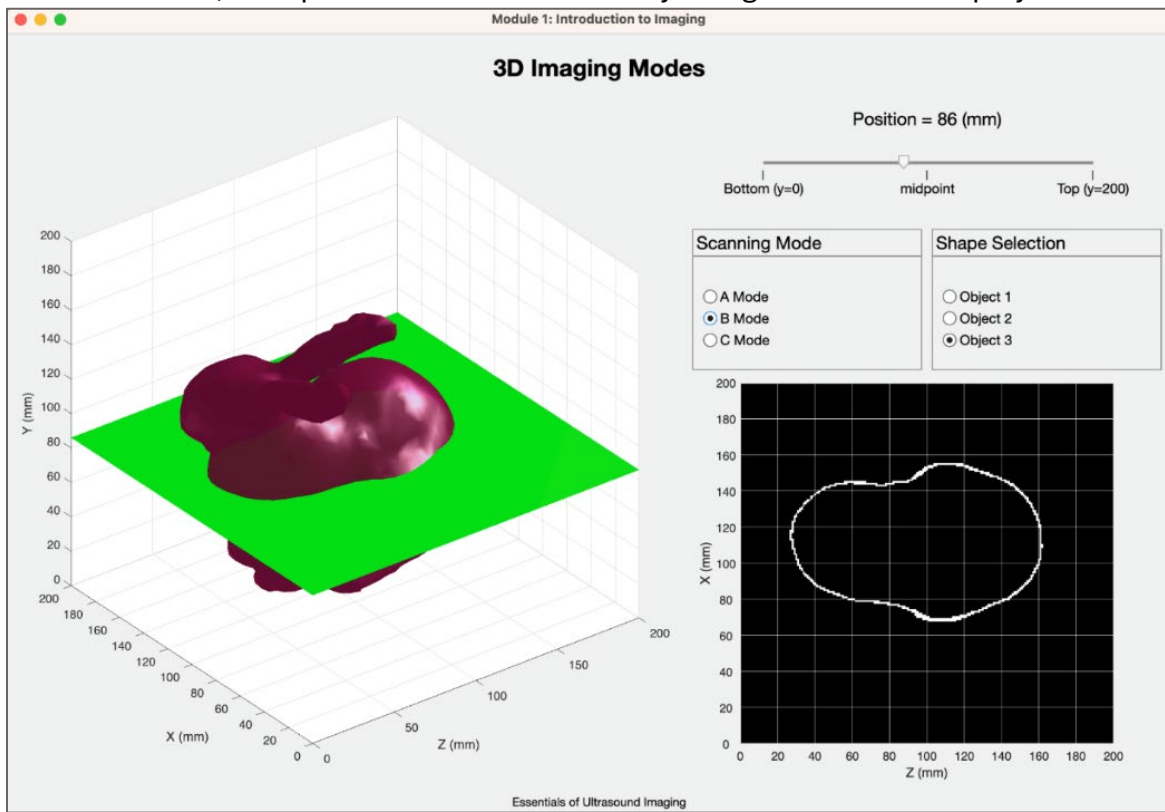 Module 1: Introduction to Imaging
3D Imaging Modes
Position = 86 (mm)
Bottom (y=0) midpoint Top (y=200)
Scanning Mode
A Mode
B Mode
C Mode
Shape Selection
Object 1
Object 2
Object 3
200
180
160
140
120
100
80
60
40
20
0
Y (mm)
200
180
160
140
120
100
80
60
40
20
0
X (mm)
0
50
100
150
200
Z (mm)
200
180
160
140
120
100
80
60
40
20
0
X (mm)
0 20 40 60 80 100 120 140 160 180 200
Z (mm)
Essentials of Ultrasound Imaging